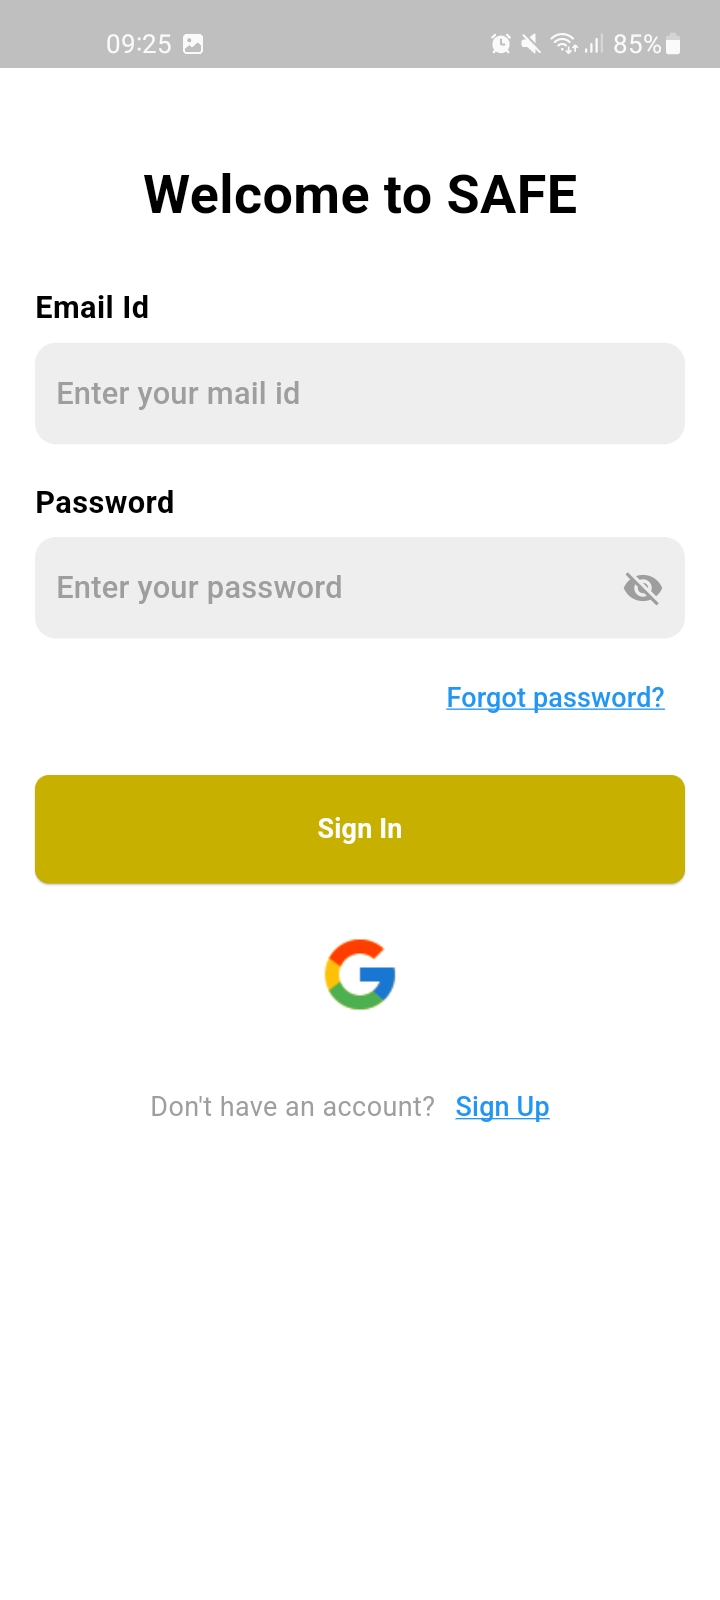 09:25 85%
Welcome to SAFE
Email Id
Enter your mail id
Password
Enter your password
Forgot password?
Sign In
Don't have an account? Sign Up